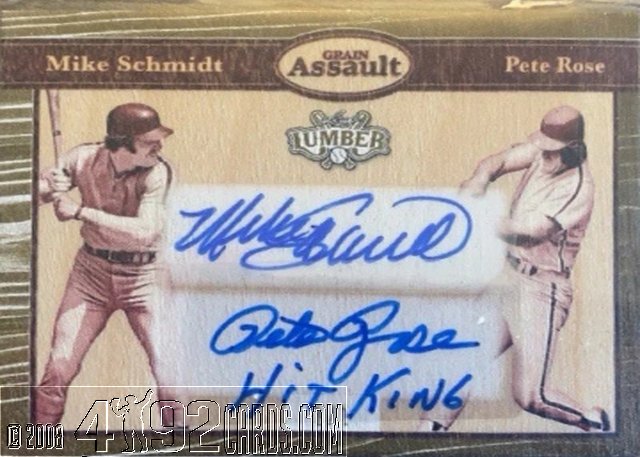 Mike Schmidt
GRAIN
Assault
Pete Rose
LUMBER
Mike Schmidt
Pete Rose
HIT KING
© 2008 4192CARDS.COM